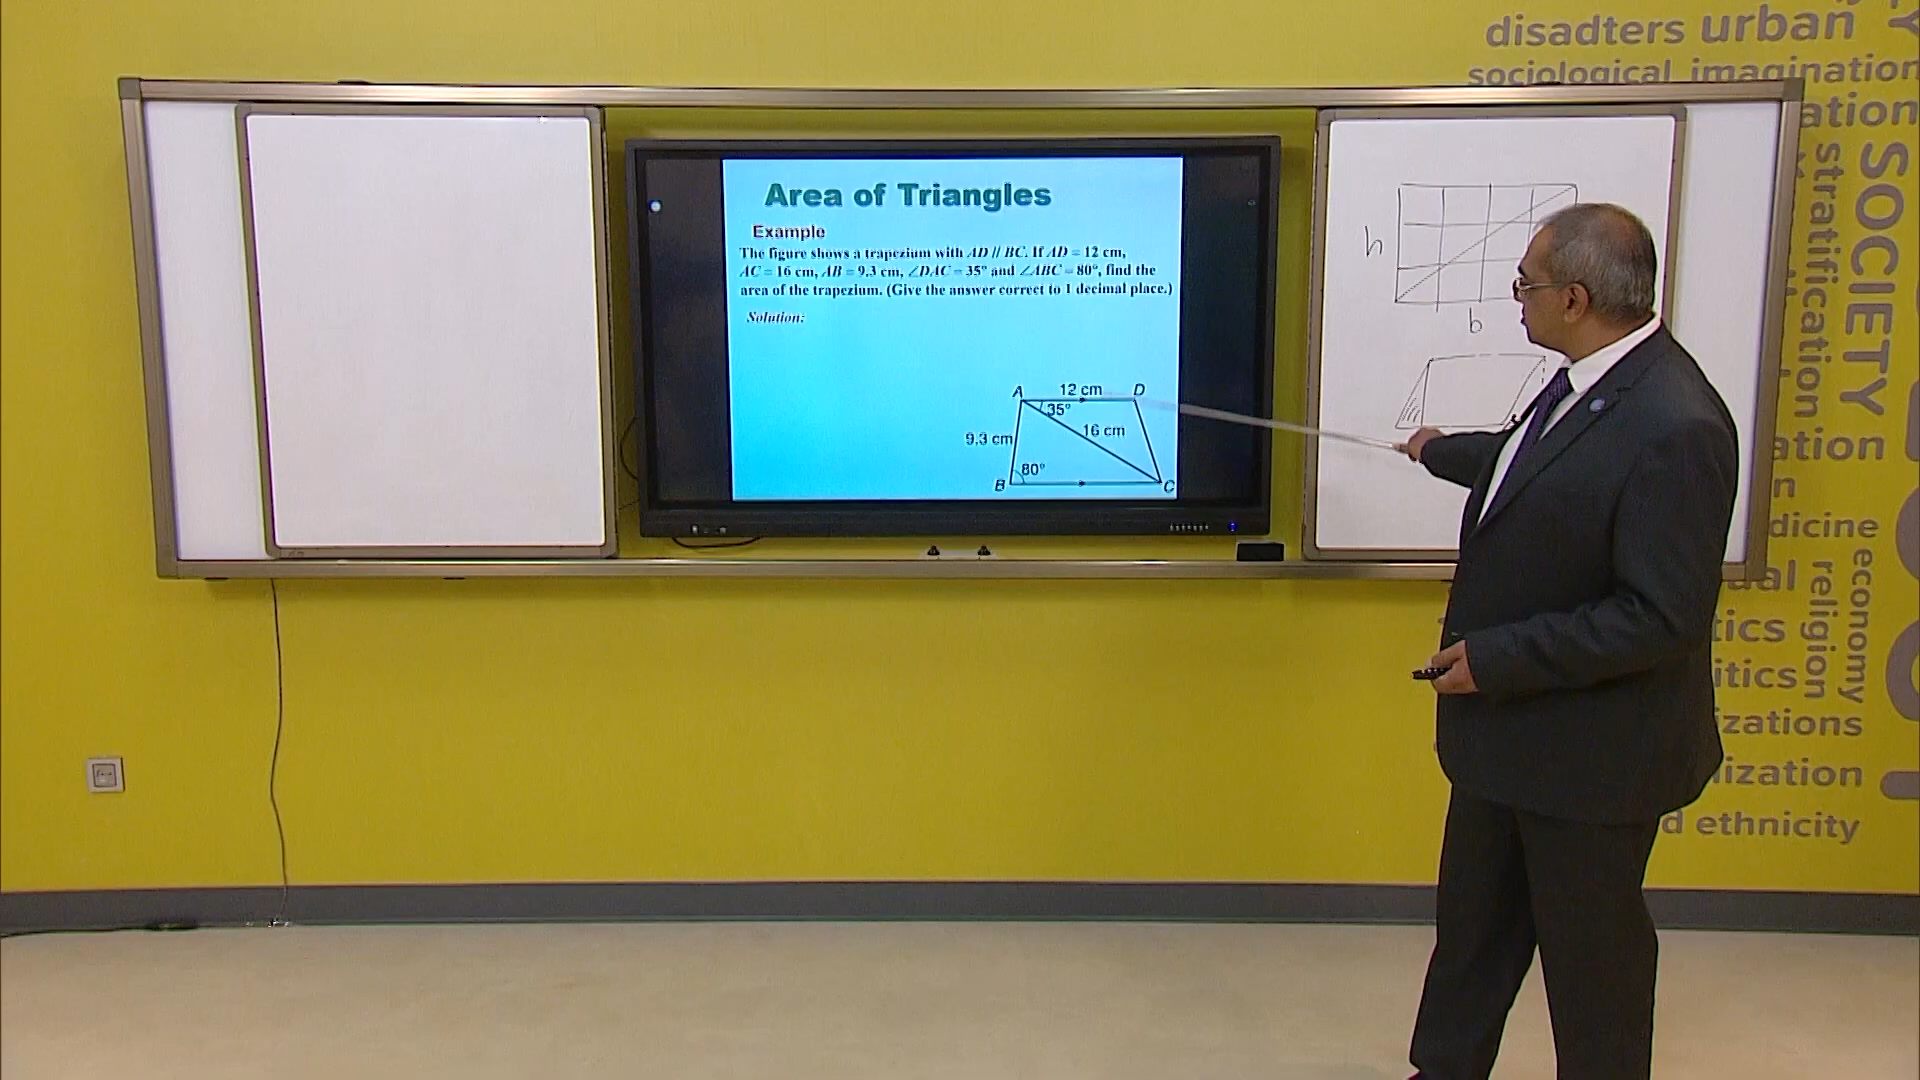 disadters urban
sociological imagination
ation
stratification
SOCIETY
ation
n
dicine
economy
religion
tics
itics
izations
lization
d ethnicity
Area of Triangles
Example
The figure shows a trapezium with AD // BC. If AD = 12 cm,
AC = 16 cm, AB = 9.3 cm, ∠DAC = 35° and ∠ABC = 80°, find the
area of the trapezium. (Give the answer correct to 1 decimal place.)
Solution:
A 12 cm D
35°
9.3 cm 16 cm
80°
B C
h
b